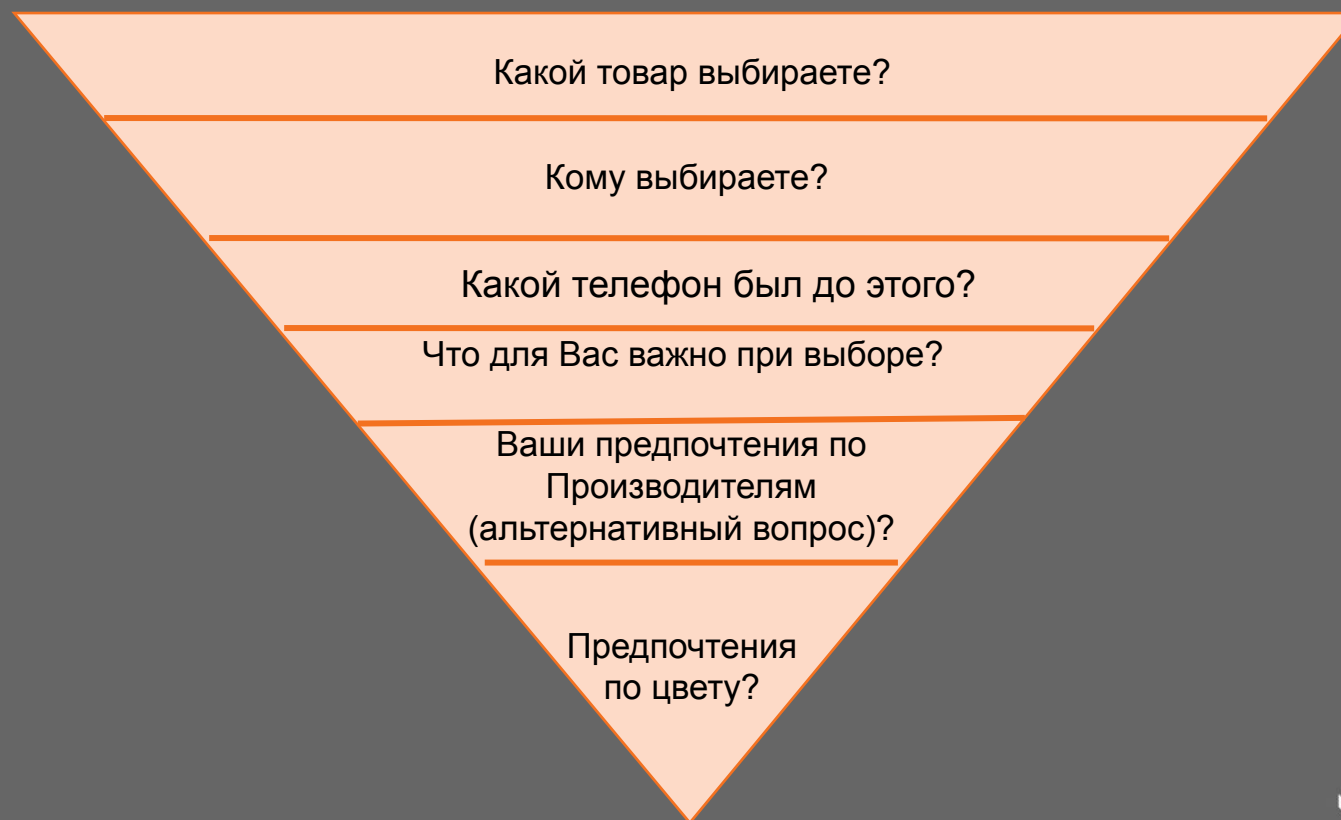 Какой товар выбираете?
Кому выбираете?
Какой телефон был до этого?
Что для Вас важно при выборе?
Ваши предпочтения по
Производителям
(альтернативный вопрос)?
Предпочтения
по цвету?